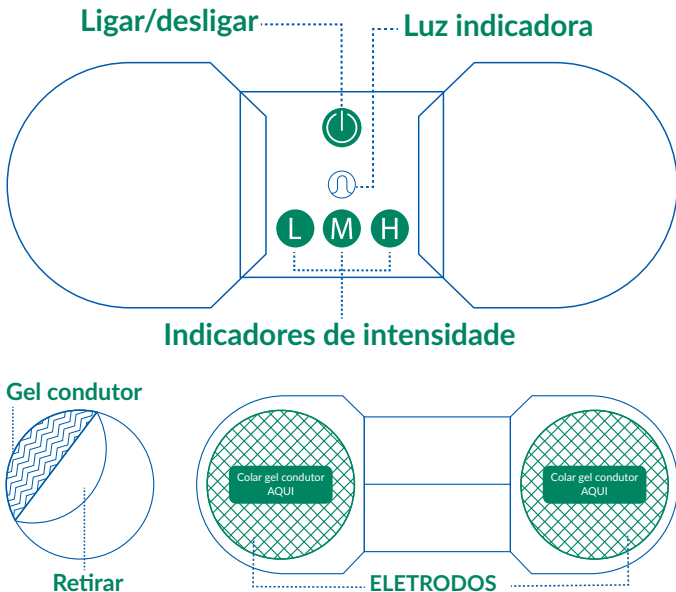 Ligar/desligar
Luz indicadora
L M H
Indicadores de intensidade
Gel condutor
Colar gel condutor
AQUI
Colar gel condutor
AQUI
Retirar
ELETRODOS